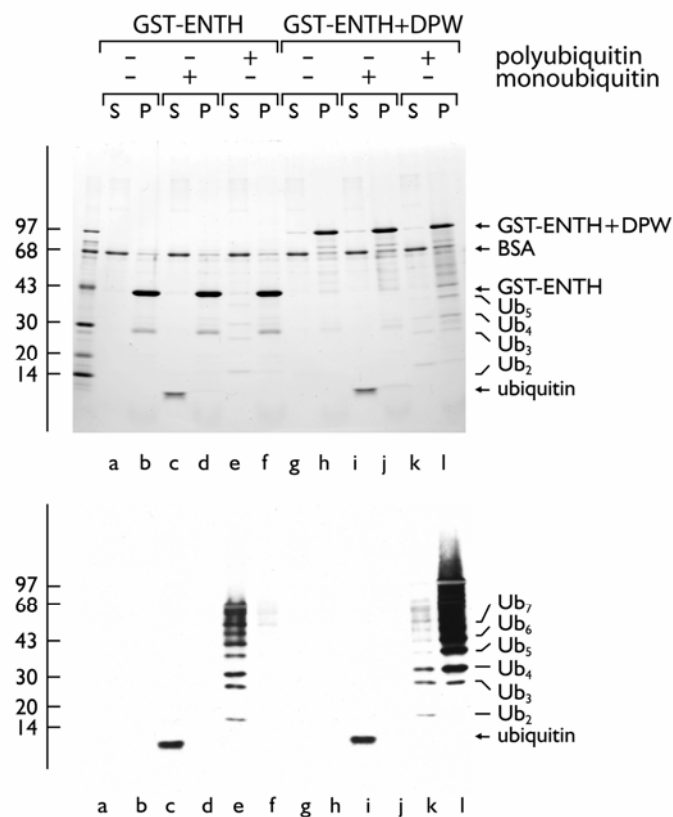 GST-ENTH GST-ENTH+DPW
– – + – – + polyubiquitin
– + – – + – monoubiquitin
S P S P S P S P S P S P
97 GST-ENTH+DPW
68 BSA
43 GST-ENTH
Ub5
30 Ub4
Ub3
20
Ub2
14
ubiquitin
a b c d e f g h i j k l
97
68 Ub7
Ub6
43 Ub5
30 Ub4
Ub3
20 Ub2
14
ubiquitin
a b c d e f g h i j k l